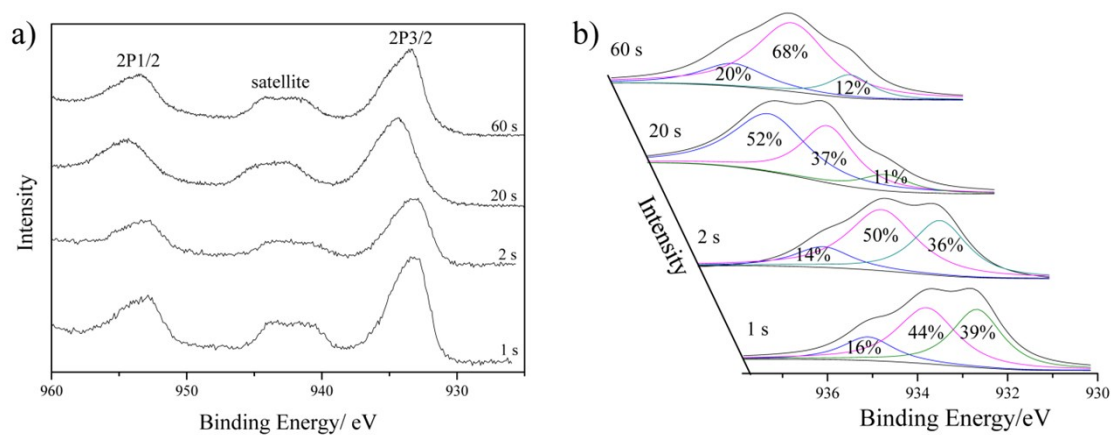 a)
2P1/2
satellite
2P3/2
60 s
20 s
2 s
1 s
Intensity
960
950
940
930
Binding Energy/ eV
b)
60 s
68%
20%
12%
20 s
52%
37%
11%
2 s
50%
36%
14%
1 s
44%
39%
16%
Intensity
936
934
932
930
Binding Energy/eV